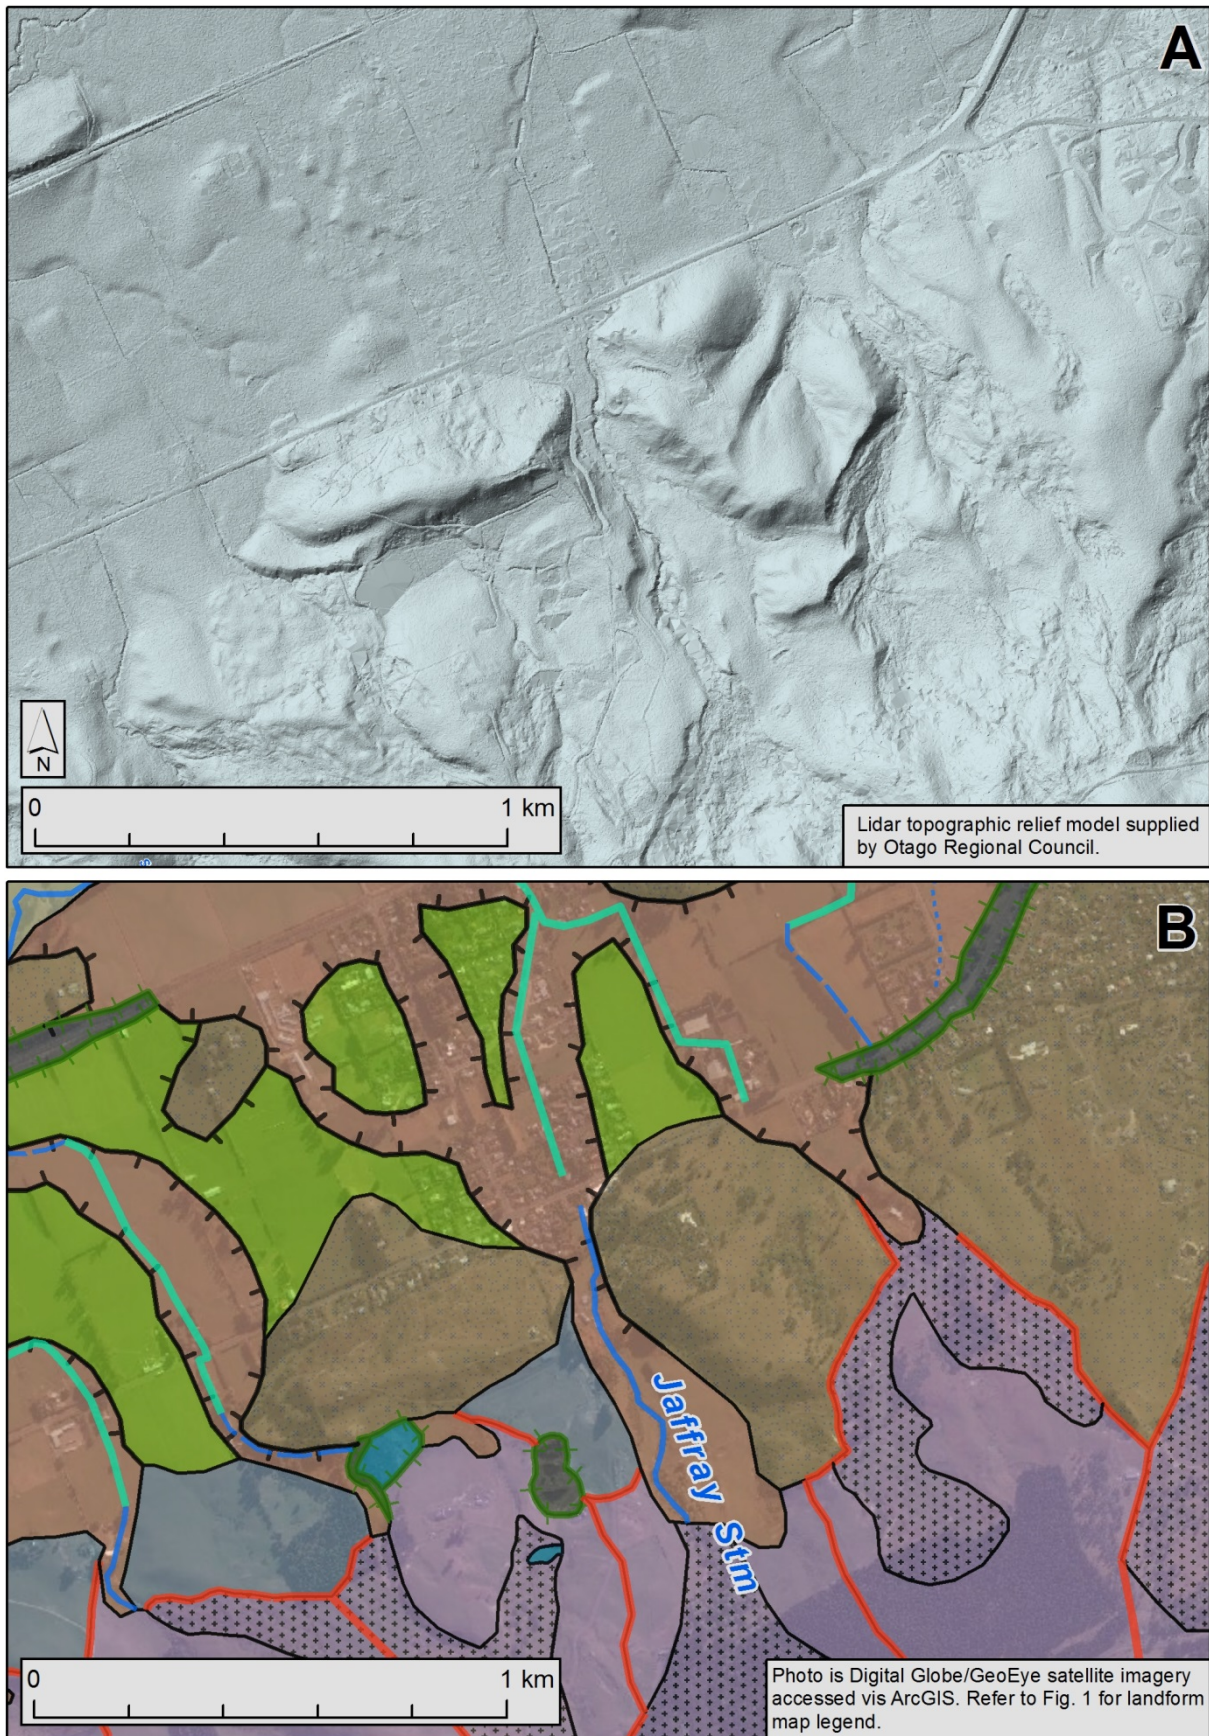 A
N
0 1 km
Lidar topographic relief model supplied
by Otago Regional Council.
B
Jaffray Stm
0 1 km
Photo is Digital Globe/GeoEye satellite imagery
accessed vis ArcGIS. Refer to Fig. 1 for landform
map legend.